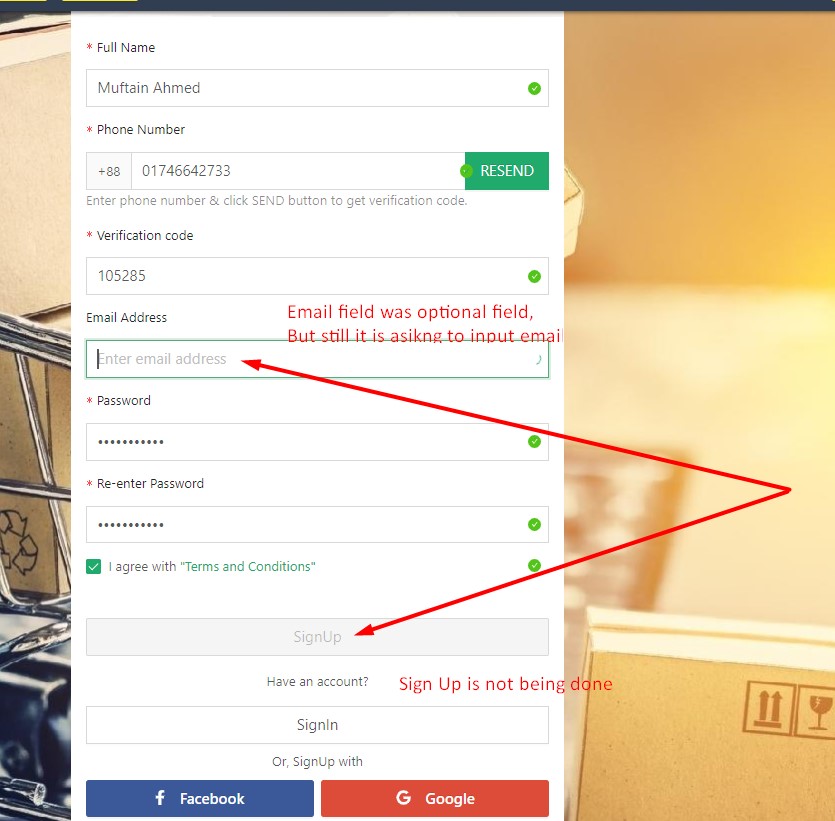 * Full Name
Muftain Ahmed
* Phone Number
+88 01746642733 RESEND
Enter phone number & click SEND button to get verification code.
* Verification code
105285
Email field was optional field,
But still it is asikng to input email
Email Address
Enter email address
* Password
•••••••••••
* Re-enter Password
•••••••••••
I agree with "Terms and Conditions"
SignUp
Have an account?
Sign Up is not being done
SignIn
Or, SignUp with
Facebook
Google